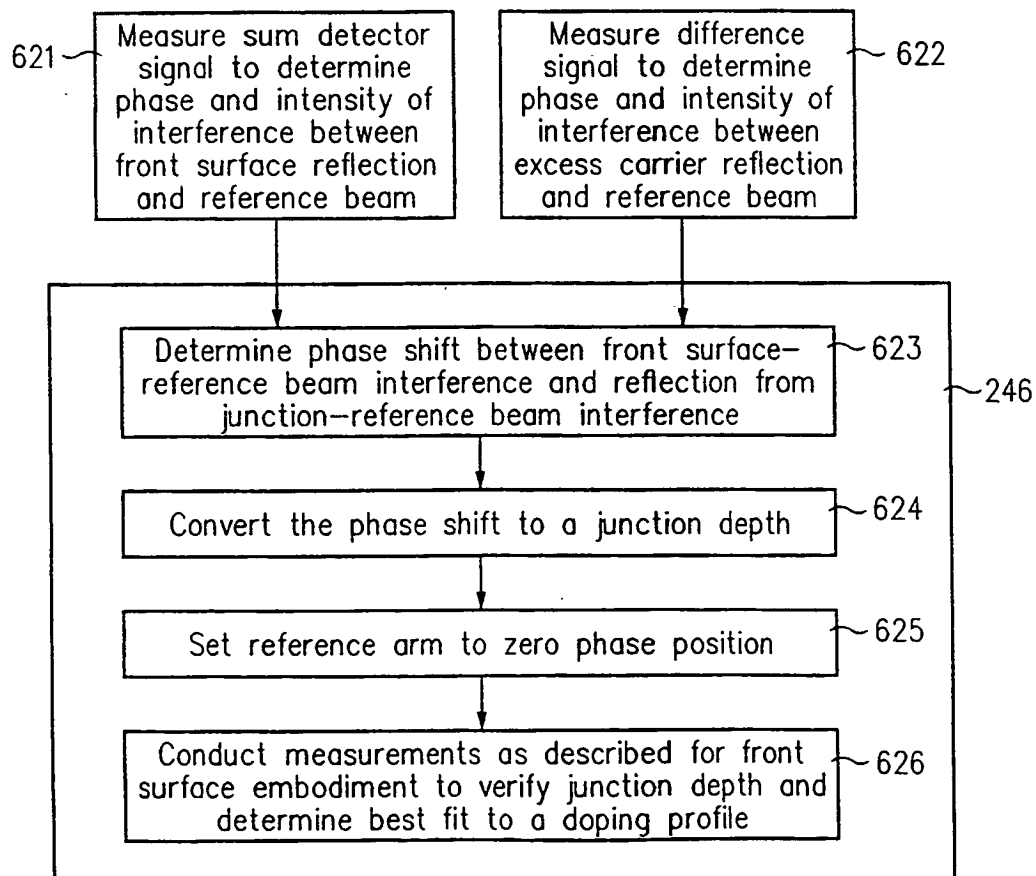 621
Measure sum detector
signal to determine
phase and intensity of
interference between
front surface reflection
and reference beam
Measure difference
signal to determine
phase and intensity of
interference between
excess carrier reflection
and reference beam
622
Determine phase shift between front surface–
reference beam interference and reflection from
junction–reference beam interference
623
246
Convert the phase shift to a junction depth
624
Set reference arm to zero phase position
625
Conduct measurements as described for front
surface embodiment to verify junction depth and
determine best fit to a doping profile
626